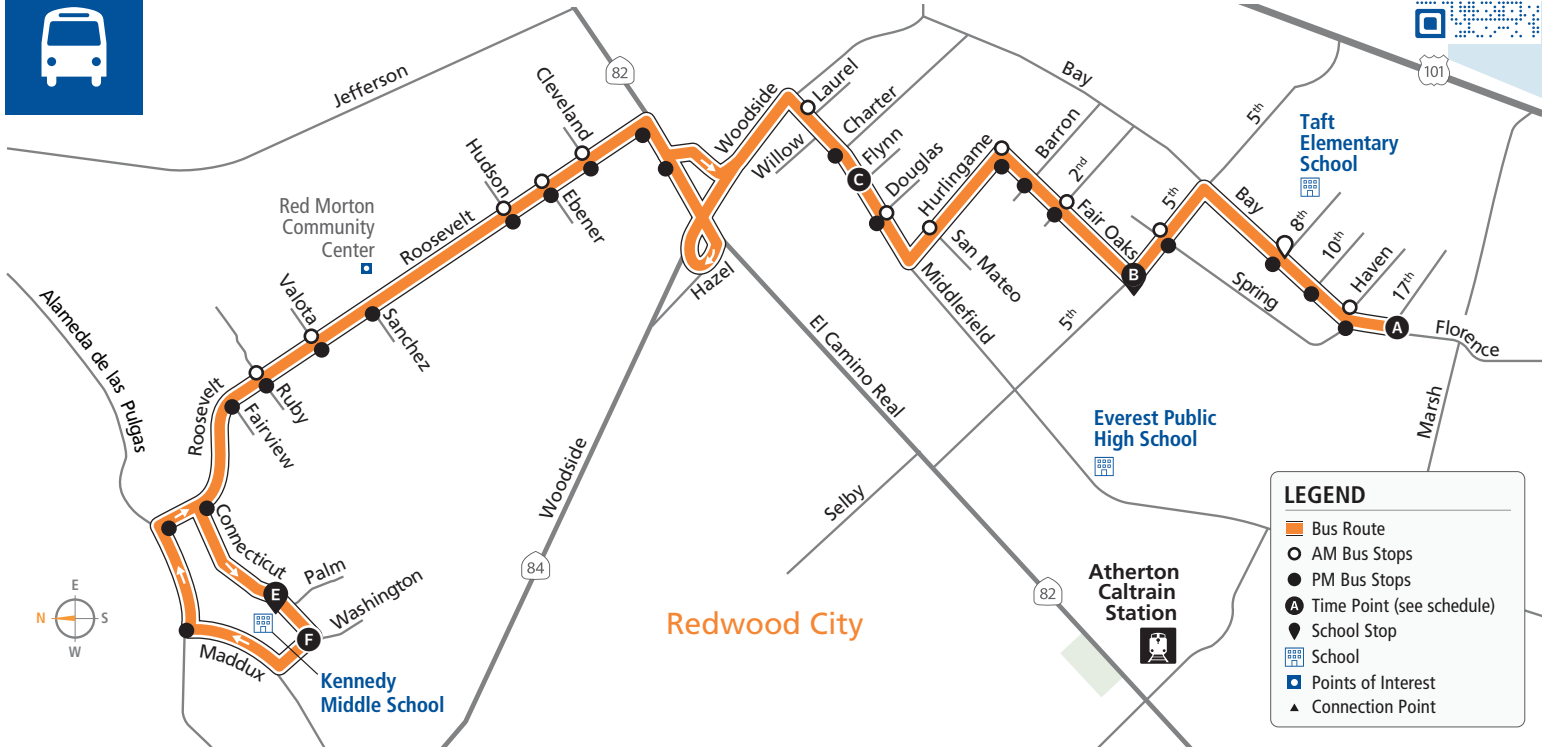 Jefferson
82
Cleveland
Hudson
Ebener
Red Morton
Community
Center
Roosevelt
Valota
Sanchez
Ruby
Roosevelt
Fairview
Alameda de las Pulgas
Connecticut
Palm
Washington
E
F
Maddux
Kennedy
Middle School
E
N
S
W
Woodside
Laurel
Willow
Charter
Flynn
C
Douglas
Hurlingame
San Mateo
Middlefield
Hazel
Barron
2nd
Bay
Fair Oaks
5th
B
5th
5th
Bay
101
Taft
Elementary
School
8th
10th
Haven
17th
Spring
A
Florence
Marsh
El Camino Real
Everest Public
High School
Selby
Woodside
84
Redwood City
82
Atherton
Caltrain
Station
LEGEND
Bus Route
AM Bus Stops
PM Bus Stops
A Time Point (see schedule)
School Stop
School
Points of Interest
Connection Point